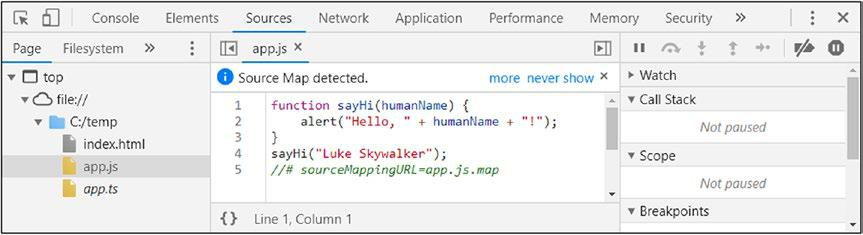 Console Elements Sources Network Application Performance Memory Security »
Page Filesystem »
app.js ×
top
file://
C:/temp
index.html
app.js
app.ts
Source Map detected. more never show ×
1 function sayHi(humanName) {
2 alert("Hello, " + humanName + "!");
3 }
4 sayHi("Luke Skywalker");
5 //# sourceMappingURL=app.js.map
{} Line 1, Column 1
Watch
Call Stack
Not paused
Scope
Not paused
Breakpoints